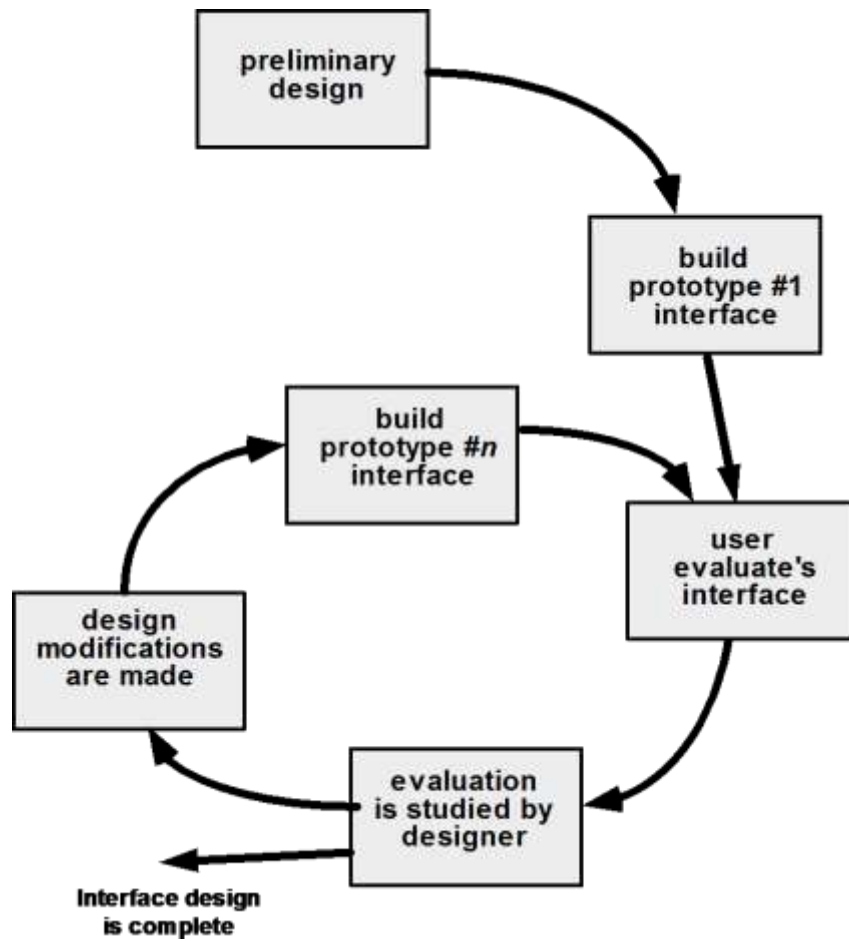 preliminary
design
build
prototype #1
interface
build
prototype #n
interface
user
evaluate's
interface
design
modifications
are made
evaluation
is studied by
designer
Interface design
is complete